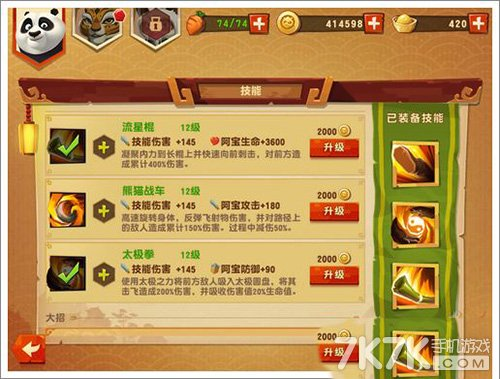 74/74
414598
420
技能
已装备技能
流星棍 12级
技能伤害 +145 阿宝生命+3600
凝聚内力到长棍上并快速向前刺击，对前方造
成累计400%伤害。
2000
升级
熊猫战车 12级
技能伤害 +145 阿宝攻击+180
高速旋转身体，反弹飞射物伤害，并对路径上
的敌人造成累计150%伤害。过程中减伤50%。
2000
升级
太极拳 12级
技能伤害 +145 阿宝防御+90
使用太极之力将前方敌人吸入太极圆盘，将其
击飞造成200%伤害，并吸收伤害值20%生命值。
2000
升级
大招
2000
升级
7K7K
手机游戏